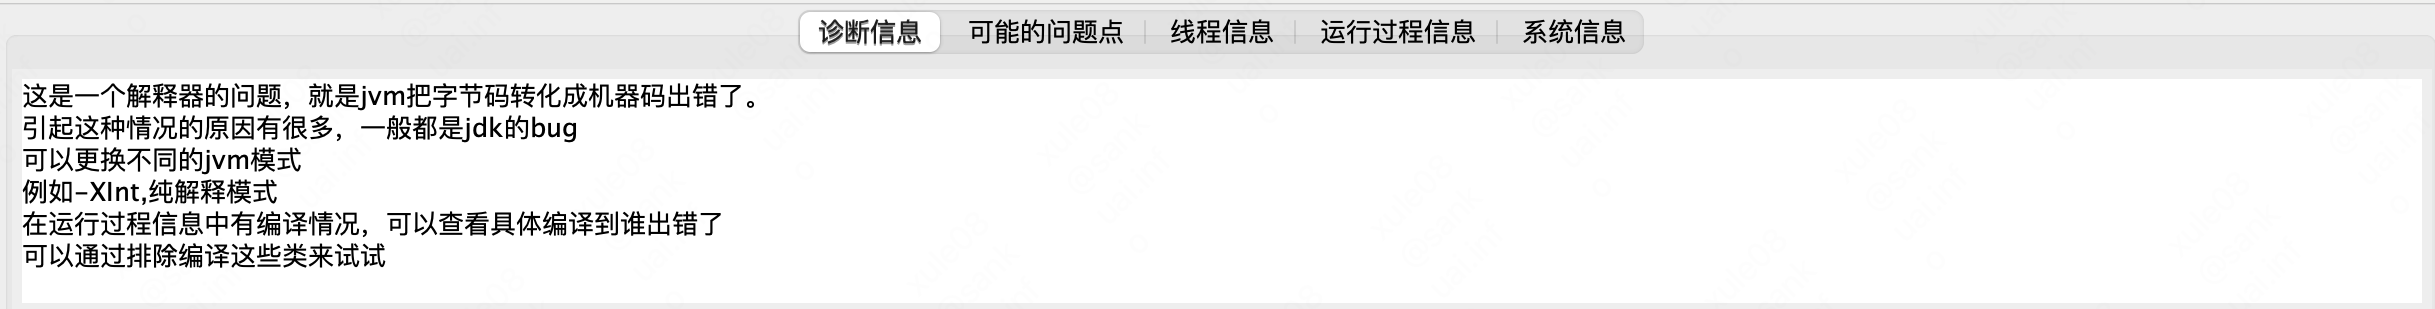 诊断信息 可能的问题点 线程信息 运行过程信息 系统信息
这是一个解释器的问题，就是jvm把字节码转化成机器码出错了。
引起这种情况的原因有很多，一般都是jdk的bug
可以更换不同的jvm模式
例如-XInt,纯解释模式
在运行过程信息中有编译情况，可以查看具体编译到谁出错了
可以通过排除编译这些类来试试